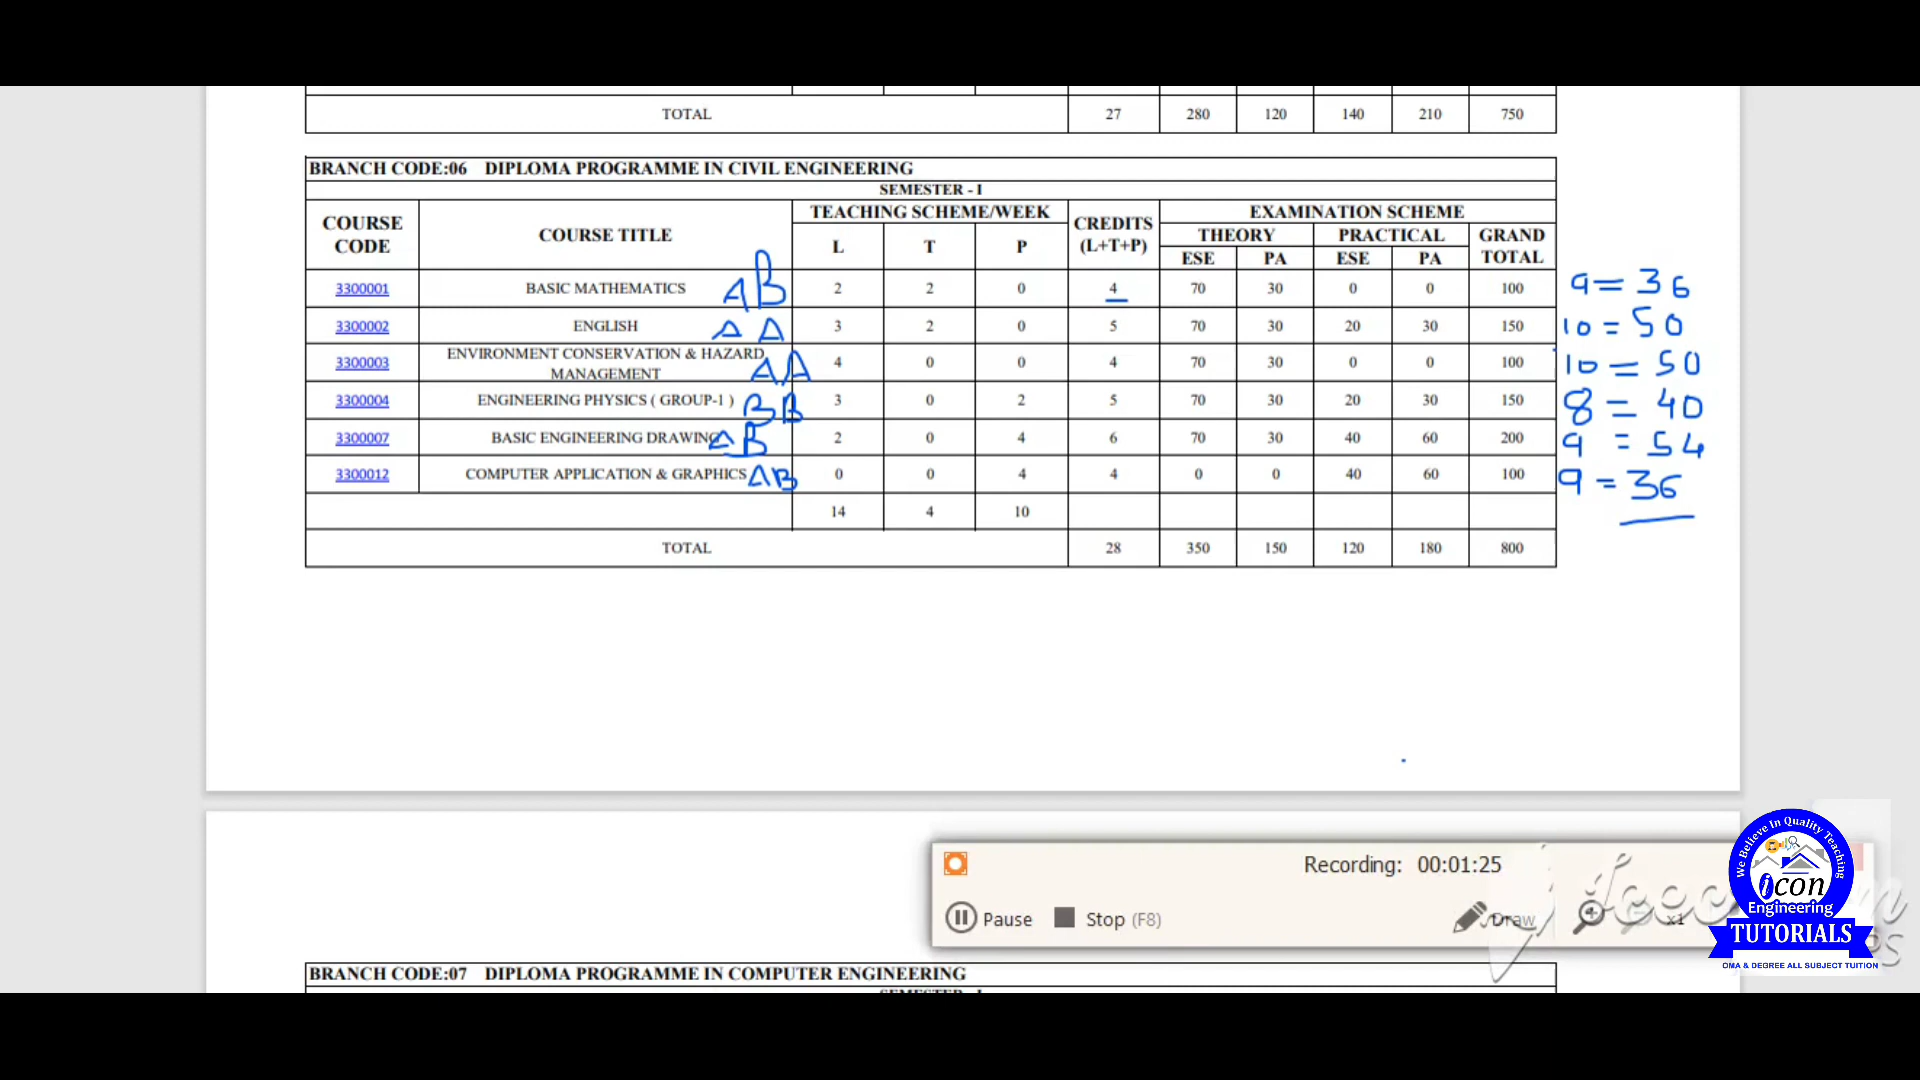 TOTAL 27 280 120 140 210 750
BRANCH CODE:06 DIPLOMA PROGRAMME IN CIVIL ENGINEERING
SEMESTER - I
COURSE CODE COURSE TITLE TEACHING SCHEME/WEEK CREDITS (L+T+P) EXAMINATION SCHEME
L T P THEORY PRACTICAL GRAND TOTAL
ESE PA ESE PA
3300001 BASIC MATHEMATICS AB 2 2 0 4 70 30 0 0 100 9 = 36
3300002 ENGLISH AA 3 2 0 5 70 30 20 30 150 10 = 50
3300003 ENVIRONMENT CONSERVATION & HAZARD MANAGEMENT AA 4 0 0 4 70 30 0 0 100 10 = 50
3300004 ENGINEERING PHYSICS ( GROUP-1 ) BB 3 0 2 5 70 30 20 30 150 8 = 40
3300007 BASIC ENGINEERING DRAWING AB 2 0 4 6 70 30 40 60 200 9 = 54
3300012 COMPUTER APPLICATION & GRAPHICS AB 0 0 4 4 0 0 40 60 100 9 = 36
14 4 10
TOTAL 28 350 150 120 180 800
Recording: 00:01:25
Pause Stop (F8) Draw x1
We Believe In Quality Teaching
icon
Engineering
TUTORIALS
OMA & DEGREE ALL SUBJECT TUITION
BRANCH CODE:07 DIPLOMA PROGRAMME IN COMPUTER ENGINEERING